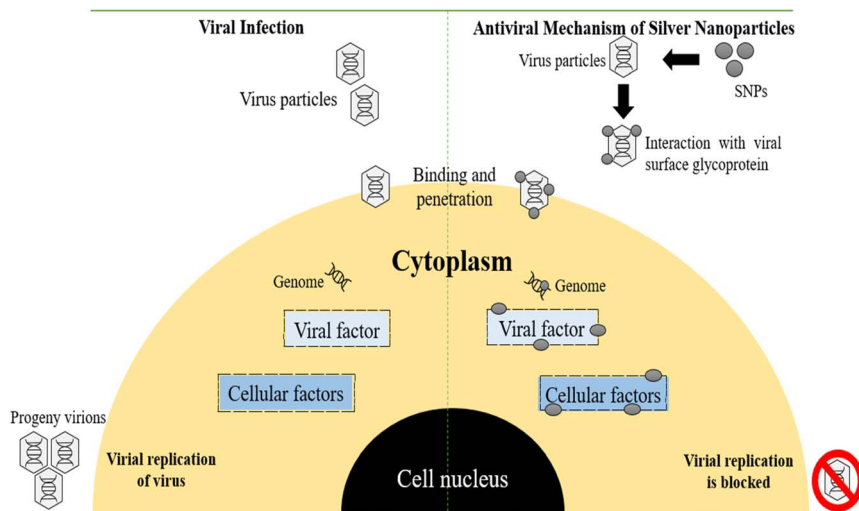 Viral Infection
Antiviral Mechanism of Silver Nanoparticles
Virus particles
Virus particles
SNPs
Interaction with viral
surface glycoprotein
Binding and
penetration
Cytoplasm
Genome
Genome
Viral factor
Viral factor
Cellular factors
Cellular factors
Progeny virions
Virial replication
of virus
Cell nucleus
Virial replication
is blocked